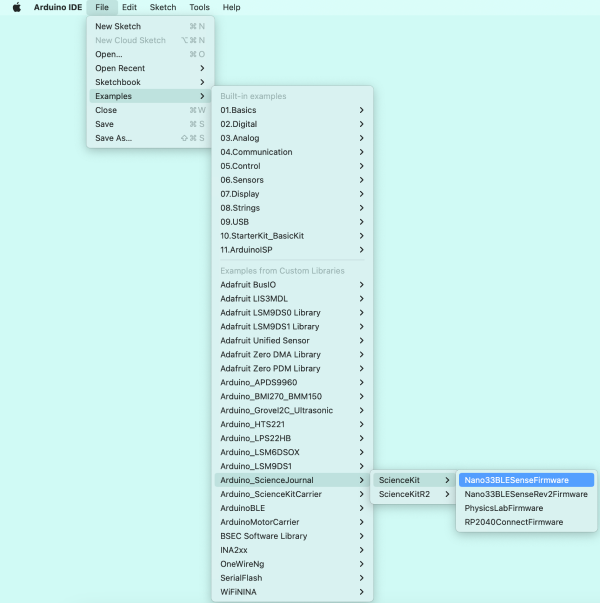 Arduino IDE File Edit Sketch Tools Help
New Sketch ⌘ N
New Cloud Sketch ⌥ ⌘ N
Open... ⌘ O
Open Recent
Sketchbook
Examples
Close ⌘ W
Save ⌘ S
Save As... ⇧ ⌘ S
Built-in examples
01.Basics
02.Digital
03.Analog
04.Communication
05.Control
06.Sensors
07.Display
08.Strings
09.USB
10.StarterKit_BasicKit
11.ArduinoISP
Examples from Custom Libraries
Adafruit BusIO
Adafruit LIS3MDL
Adafruit LSM9DS0 Library
Adafruit LSM9DS1 Library
Adafruit Unified Sensor
Adafruit Zero DMA Library
Adafruit Zero PDM Library
Arduino_APDS9960
Arduino_BMI270_BMM150
Arduino_GroveI2C_Ultrasonic
Arduino_HTS221
Arduino_LPS22HB
Arduino_LSM6DSOX
Arduino_LSM9DS1
Arduino_ScienceJournal
Arduino_ScienceKitCarrier
ArduinoBLE
ArduinoMotorCarrier
BSEC Software Library
INA2xx
OneWireNg
SerialFlash
WiFiNINA
ScienceKit
ScienceKitR2
Nano33BLESenseFirmware
Nano33BLESenseRev2Firmware
PhysicsLabFirmware
RP2040ConnectFirmware